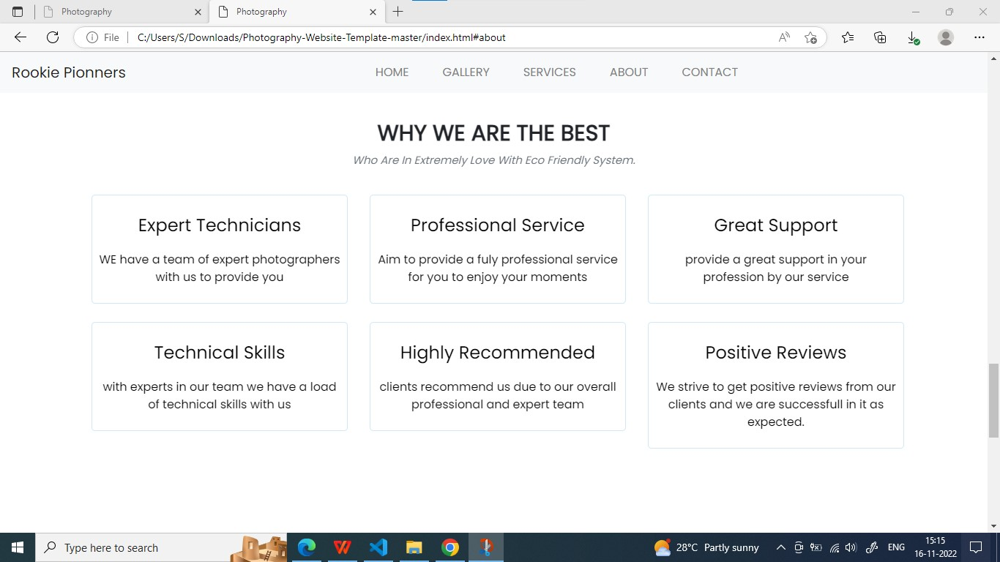 Photography
Photography
File C:/Users/S/Downloads/Photography-Website-Template-master/index.html#about
Rookie Pionners HOME GALLERY SERVICES ABOUT CONTACT
WHY WE ARE THE BEST
Who Are In Extremely Love With Eco Friendly System.
Expert Technicians
WE have a team of expert photographers
with us to provide you
Professional Service
Aim to provide a fuly professional service
for you to enjoy your moments
Great Support
provide a great support in your
profession by our service
Technical Skills
with experts in our team we have a load
of technical skills with us
Highly Recommended
clients recommend us due to our overall
professional and expert team
Positive Reviews
We strive to get positive reviews from our
clients and we are successfull in it as
expected.
Type here to search
28°C Partly sunny
ENG
15:15
16-11-2022